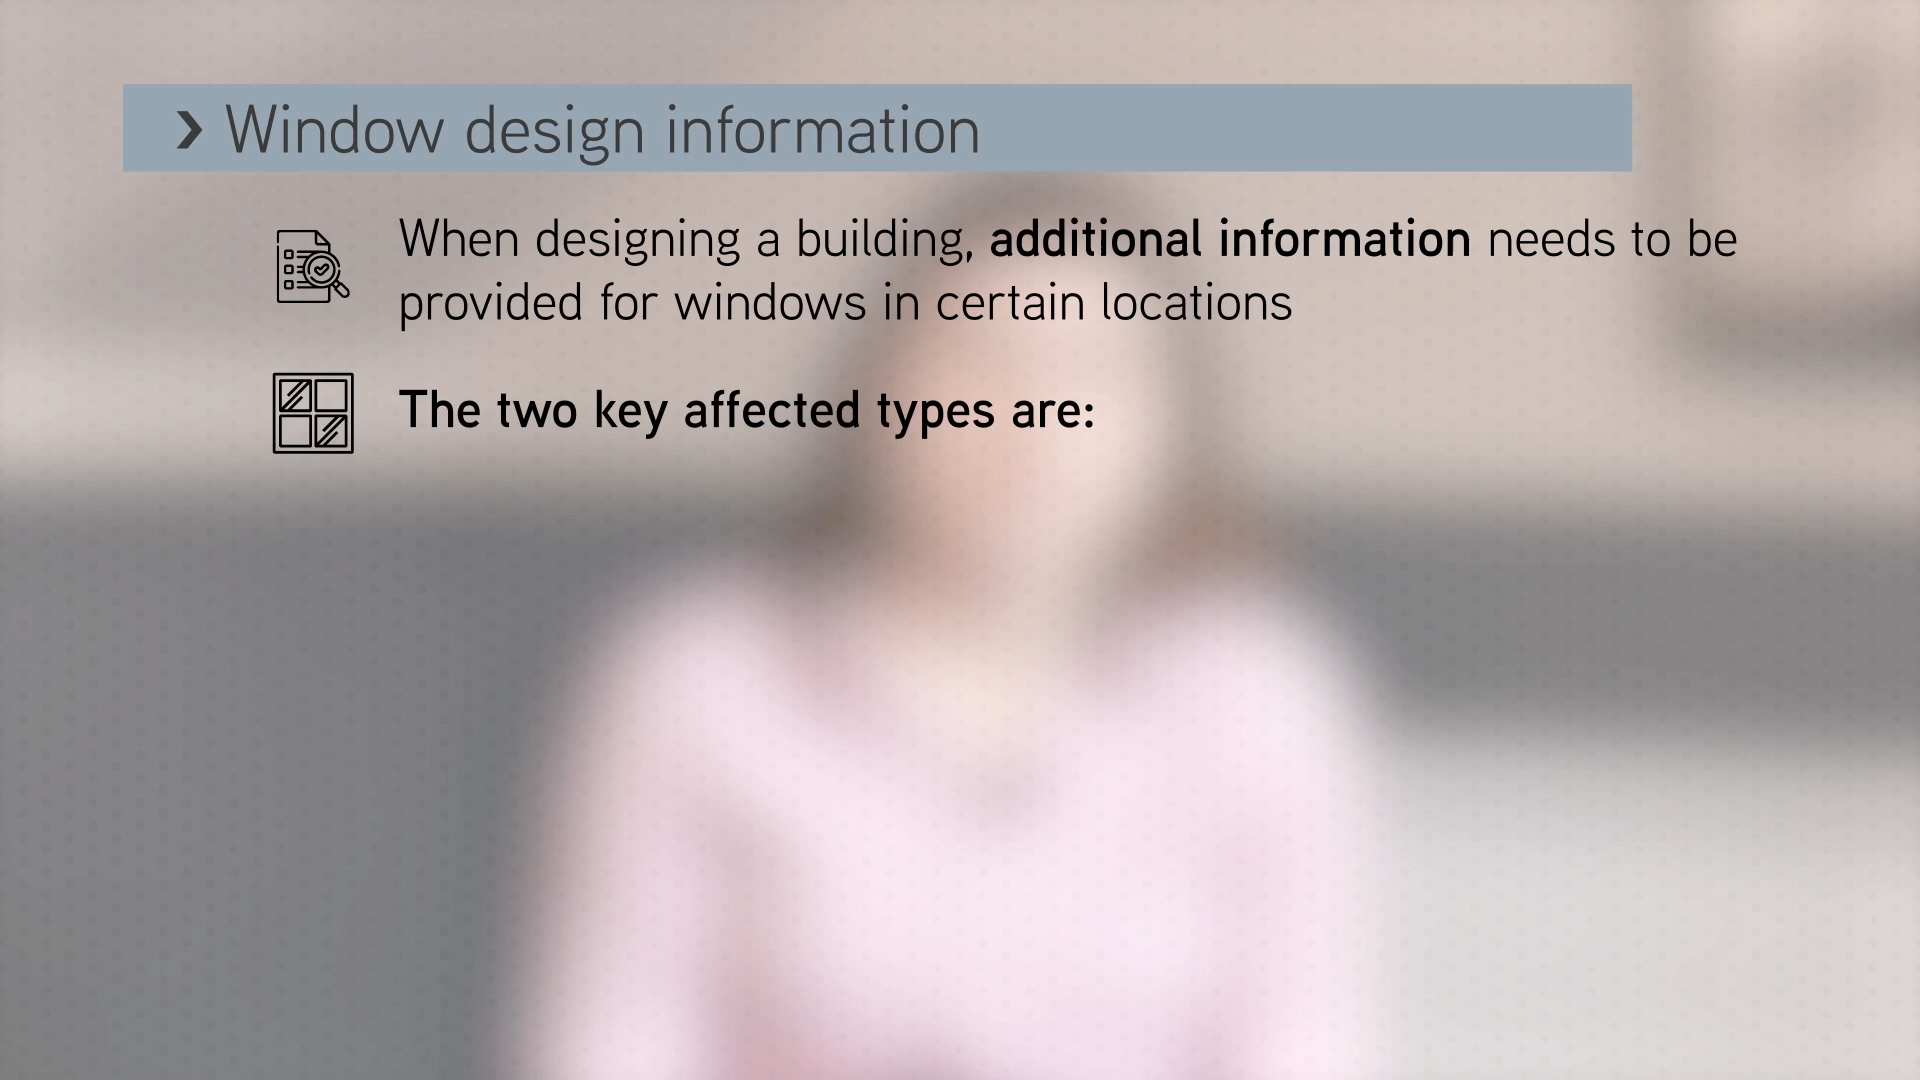 Window design information
When designing a building, additional information needs to be
provided for windows in certain locations
The two key affected types are: